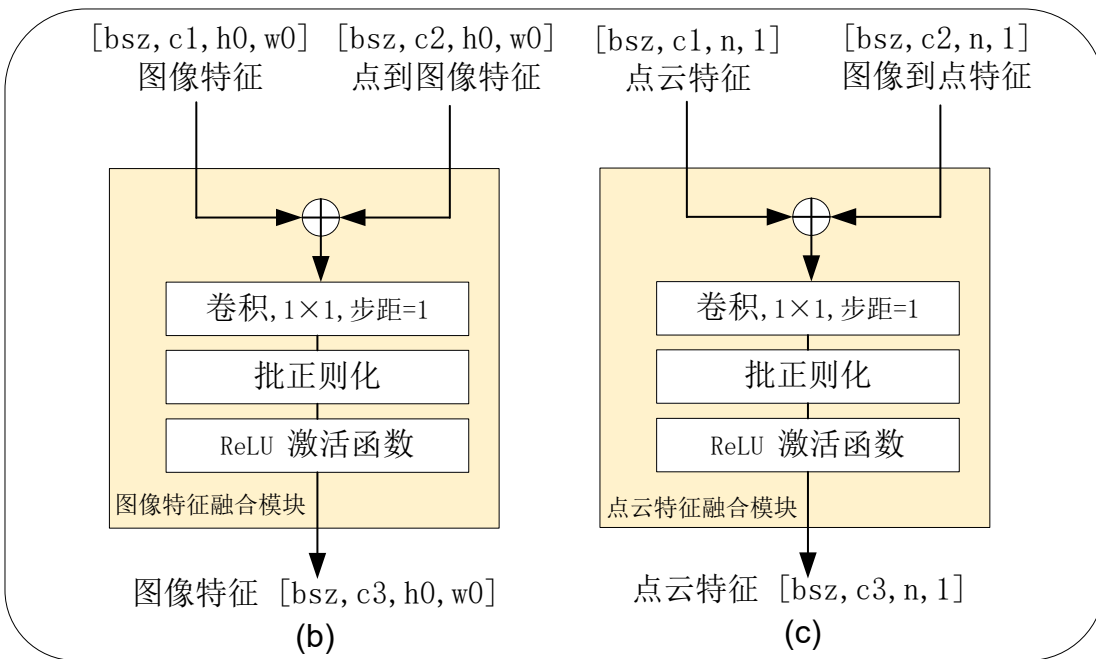 [bsz,c1,h0,w0]
图像特征
[bsz,c2,h0,w0]
点到图像特征
卷积,1×1,步距=1
批正则化
ReLU 激活函数
图像特征融合模块
图像特征 [bsz,c3,h0,w0]
(b)
[bsz,c1,n,1]
点云特征
[bsz,c2,n,1]
图像到点特征
卷积,1×1,步距=1
批正则化
ReLU 激活函数
点云特征融合模块
点云特征 [bsz,c3,n,1]
(c)